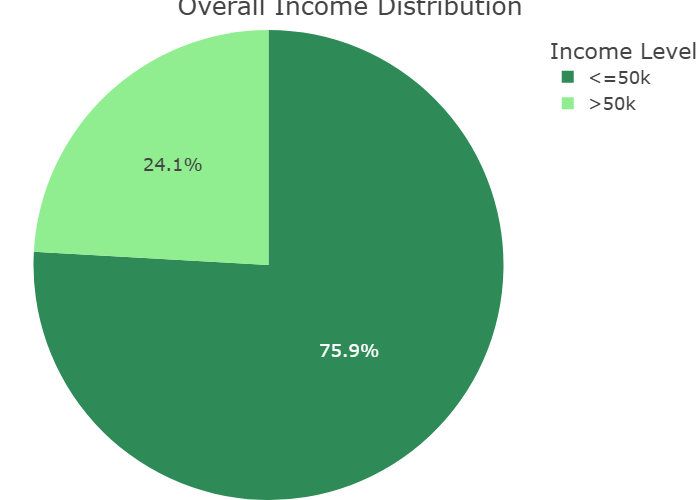 Overall Income Distribution
Income Level
<=50k
>50k
24.1%
75.9%